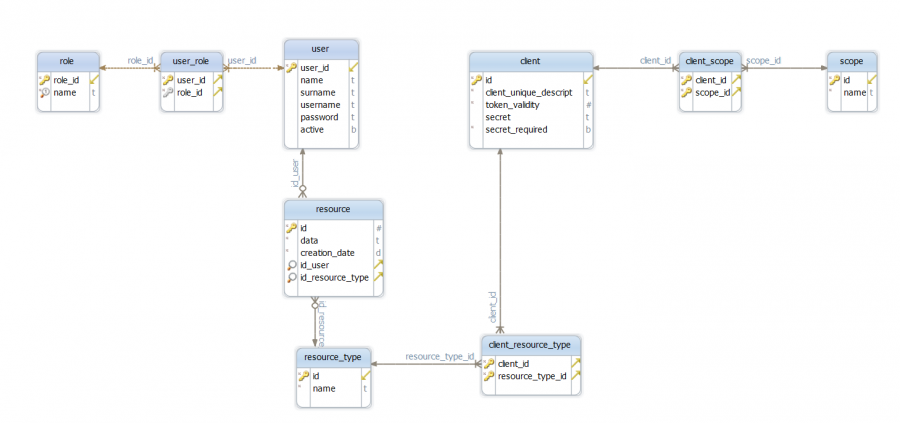 role
role_id
name
t
role_id
user_role
user_id
role_id
user_id
user
user_id
name t
surname t
username t
password t
active b
client
id
client_unique_descript t
token_validity #
secret t
secret_required b
client_id
client_scope
client_id
scope_id
scope_id
scope
id
name t
id_user
resource
id #
data t
creation_date d
id_user
id_resource_type
id_resource
resource_type
id
name t
resource_type_id
client_id
client_resource_type
client_id
resource_type_id